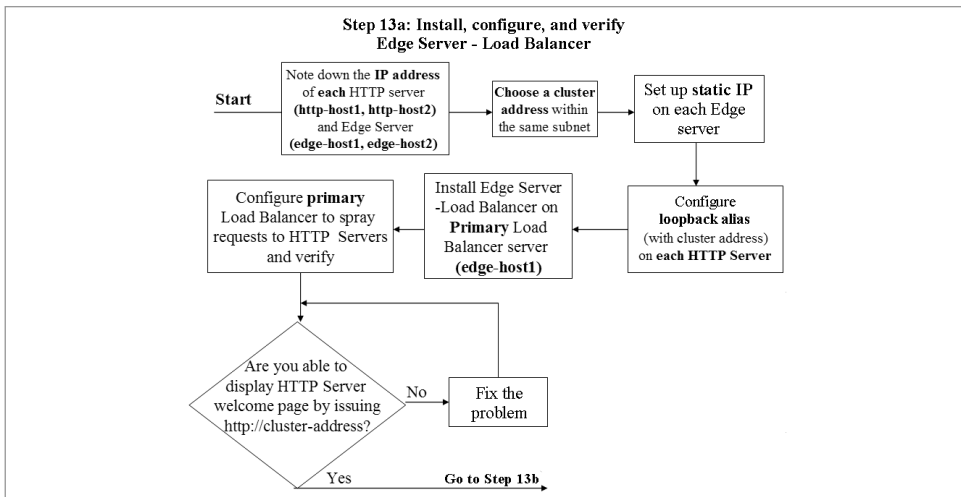 Step 13a: Install, configure, and verify
Edge Server - Load Balancer
Start
Note down the IP address
of each HTTP server
(http-host1, http-host2)
and Edge Server
(edge-host1, edge-host2)
Choose a cluster
address within
the same subnet
Set up static IP
on each Edge
server
Configure
loopback alias
(with cluster address)
on each HTTP Server
Install Edge Server
-Load Balancer on
Primary Load
Balancer server
(edge-host1)
Configure primary
Load Balancer to spray
requests to HTTP Servers
and verify
Are you able to
display HTTP Server
welcome page by issuing
http://cluster-address?
No
Fix the
problem
Yes
Go to Step 13b